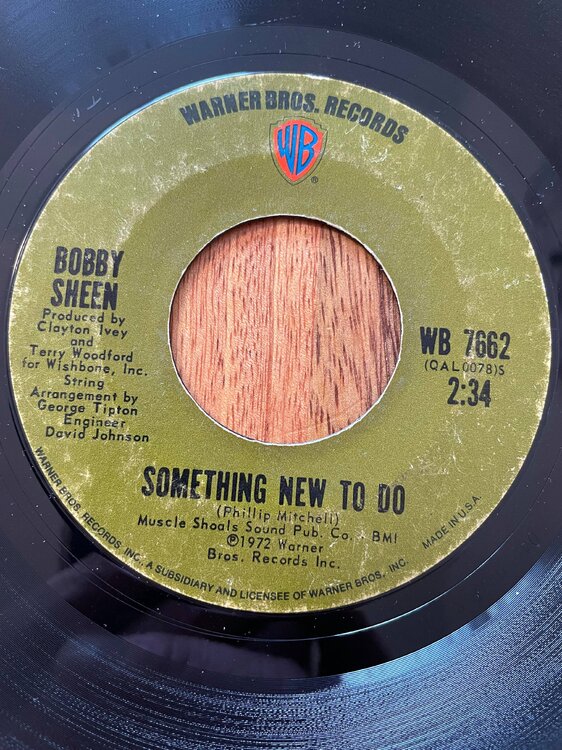 WARNER BROS. RECORDS
WB
®
BOBBY
SHEEN
Produced by
Clayton Ivey
and
Terry Woodford
for Wishbone, Inc.
String
Arrangement by
George Tipton
Engineer
David Johnson
WB 7662
(QAL0078)S
2:34
SOMETHING NEW TO DO
(Phillip Mitchell)
Muscle Shoals Sound Pub. Co. - BMI
℗1972 Warner
Bros. Records Inc.
WARNER BROS. RECORDS, INC. A SUBSIDIARY AND LICENSEE OF WARNER BROS., INC. MADE IN U.S.A.